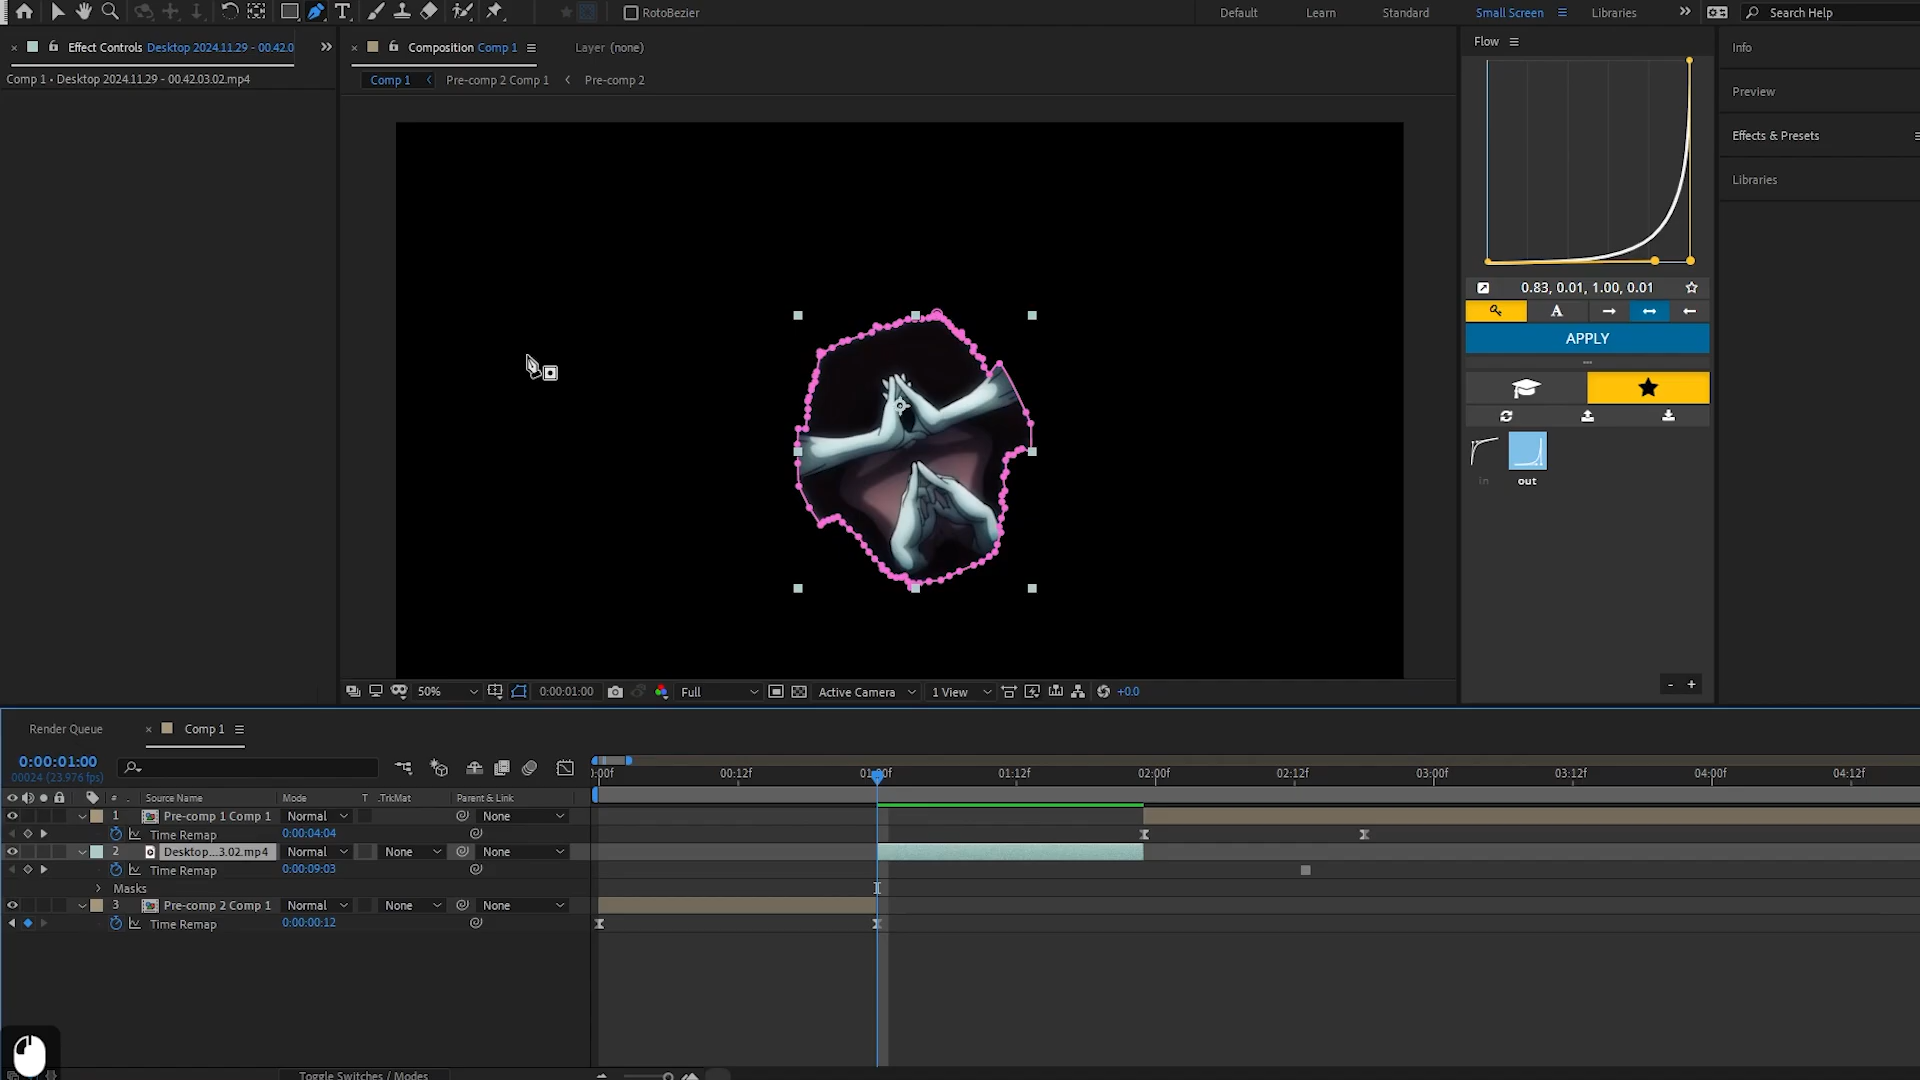 T RotoBezier Default Learn Standard Small Screen Libraries Search Help
Effect Controls Desktop 2024.11.29 - 00.42.0 Composition Comp 1 Layer (none) Flow Info
Comp 1 • Desktop 2024.11.29 - 00.42.03.02.mp4 Comp 1 Pre-comp 2 Comp 1 Pre-comp 2
Preview
Effects & Presets
Libraries
0.83, 0.01, 1.00, 0.01
A
APPLY
in out
- +
50% 0:00:01:00 Full Active Camera 1 View +0.0
Render Queue Comp 1
0:00:01:00
00024 (23.976 fps)
:00f 00:12f 01:00f 01:12f 02:00f 02:12f 03:00f 03:12f 04:00f 04:12f
# Source Name Mode T .TrkMat Parent & Link
1 Pre-comp 1 Comp 1 Normal None
Time Remap 0:00:04:04
2 Desktop...3.02.mp4 Normal None None
Time Remap 0:00:09:03
Masks
3 Pre-comp 2 Comp 1 Normal None None
Time Remap 0:00:00:12
Toggle Switches / Modes